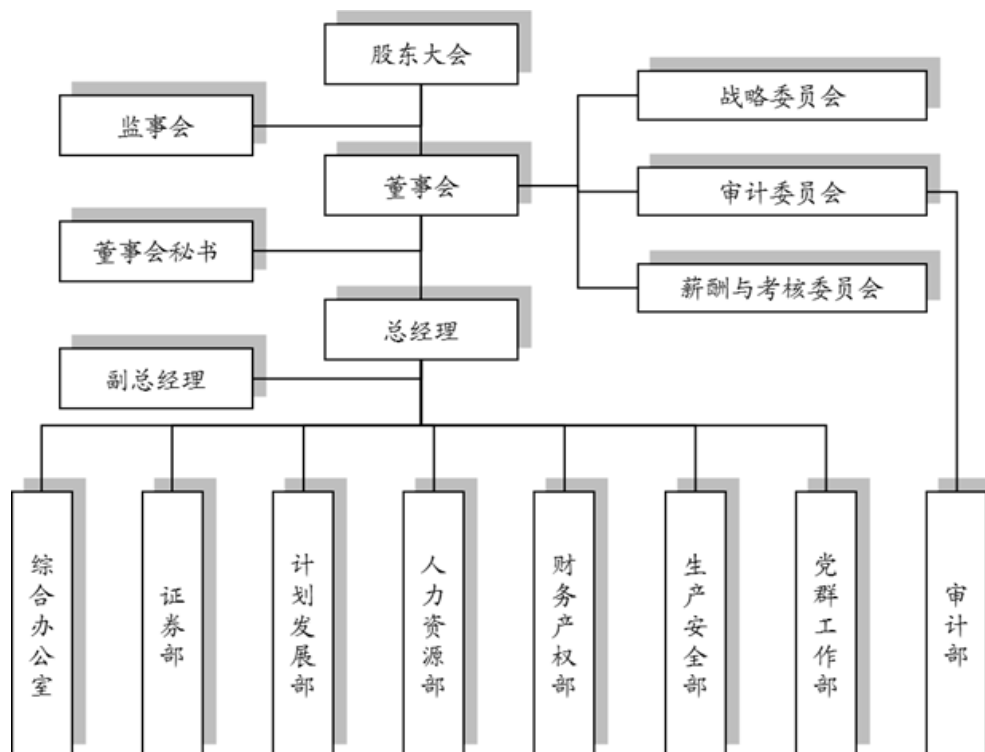 股东大会
战略委员会
监事会
董事会
审计委员会
董事会秘书
薪酬与考核委员会
总经理
副总经理
综合办公室
证券部
计划发展部
人力资源部
财务产权部
生产安全部
党群工作部
审计部